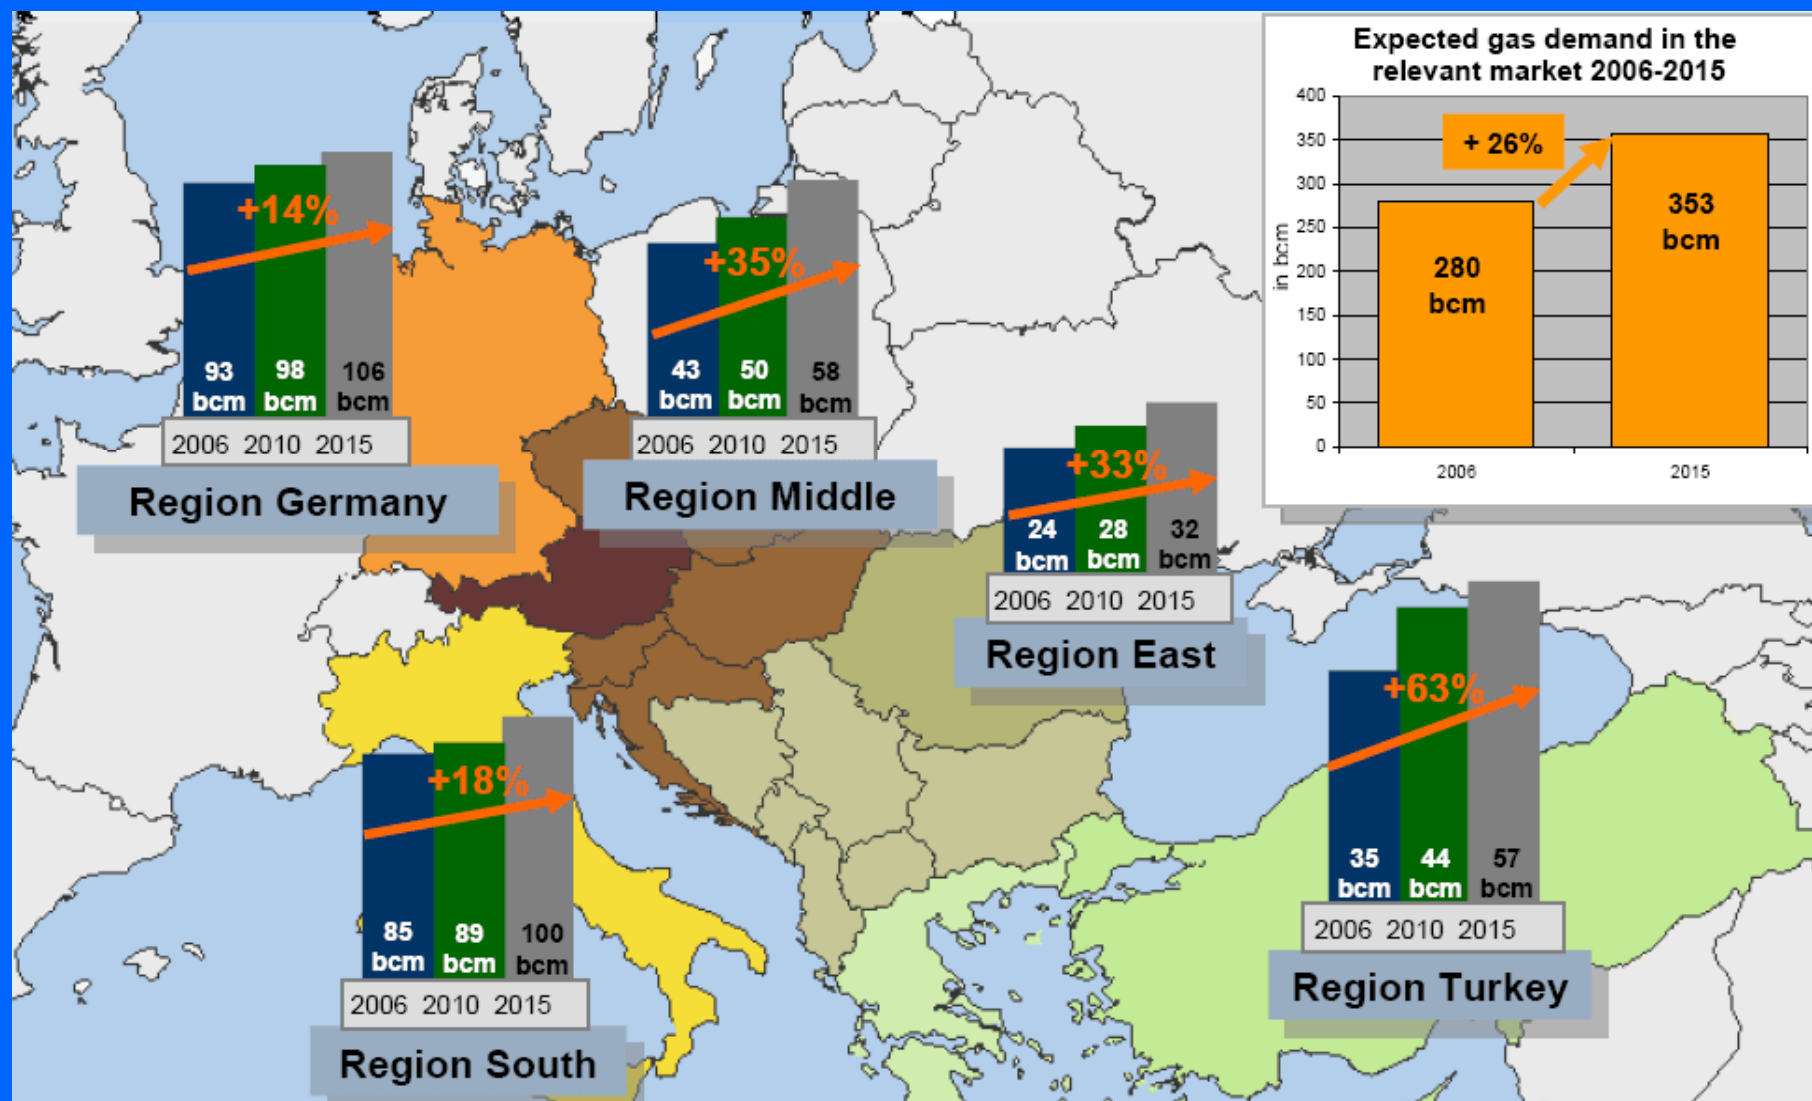 Expected gas demand in the
relevant market 2006-2015
400
350
300
250
200
150
100
50
0
in bcm
+ 26%
280
bcm
353
bcm
2006
2015
+14%
93
bcm
98
bcm
106
bcm
2006 2010 2015
Region Germany
+35%
43
bcm
50
bcm
58
bcm
2006 2010 2015
Region Middle
+33%
24
bcm
28
bcm
32
bcm
2006 2010 2015
Region East
+63%
35
bcm
44
bcm
57
bcm
2006 2010 2015
Region Turkey
+18%
85
bcm
89
bcm
100
bcm
2006 2010 2015
Region South